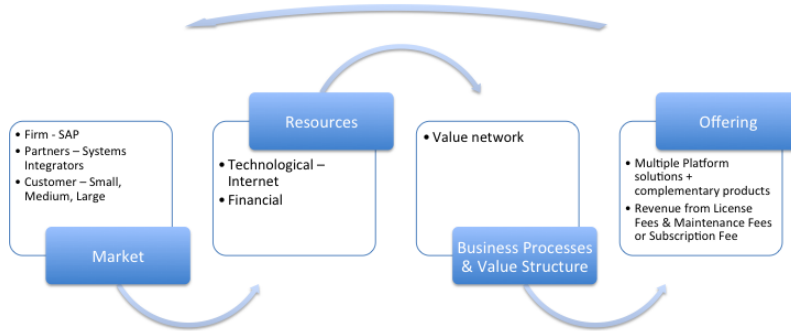 • Firm - SAP
• Partners – Systems
Integrators
• Customer – Small,
Medium, Large
Market
Resources
• Technological –
Internet
• Financial
• Value network
Business Processes
& Value Structure
Offering
• Multiple Platform
solutions +
complementary products
• Revenue from License
Fees & Maintenance Fees
or Subscription Fee